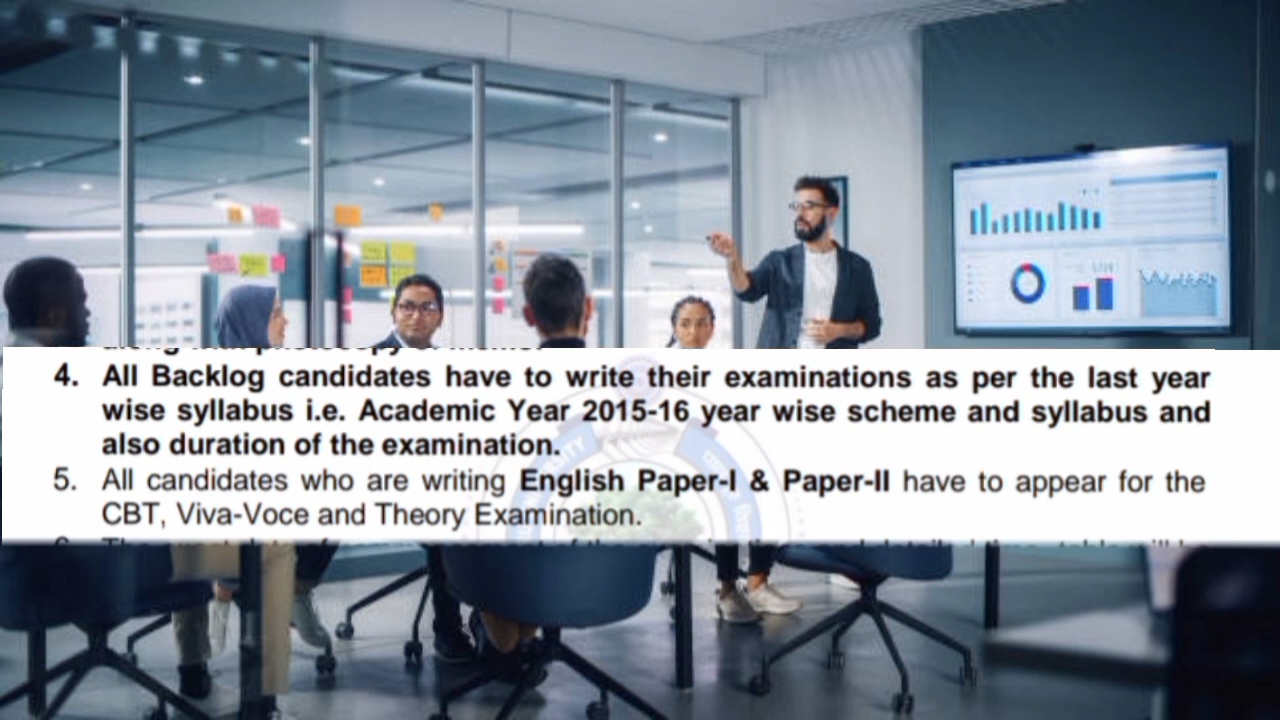 4. All Backlog candidates have to write their examinations as per the last year
wise syllabus i.e. Academic Year 2015-16 year wise scheme and syllabus and
also duration of the examination.
5. All candidates who are writing English Paper-I & Paper-II have to appear for the
CBT, Viva-Voce and Theory Examination.